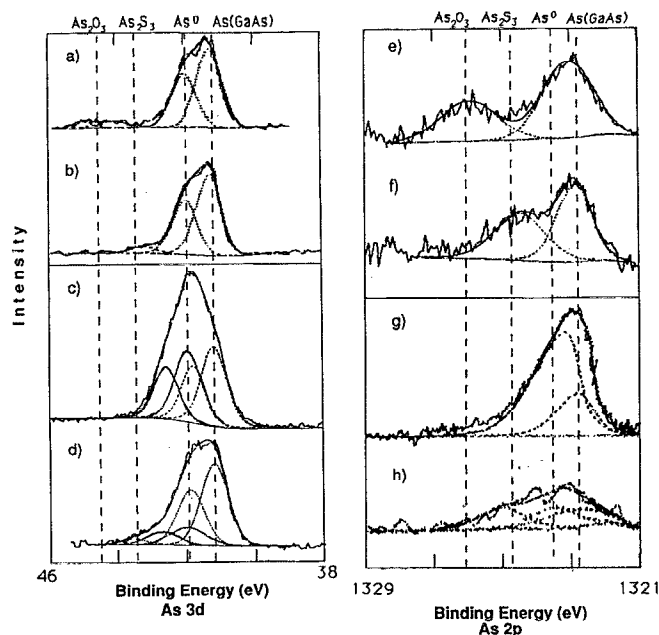 As₂O₃ As₂S₃ As⁰ As(GaAs)
a)
b)
c)
d)
Intensity
46 38
Binding Energy (eV)
As 3d
As₂O₃ As₂S₃ As⁰ As(GaAs)
e)
f)
g)
h)
1329 1321
Binding Energy (eV)
As 2p